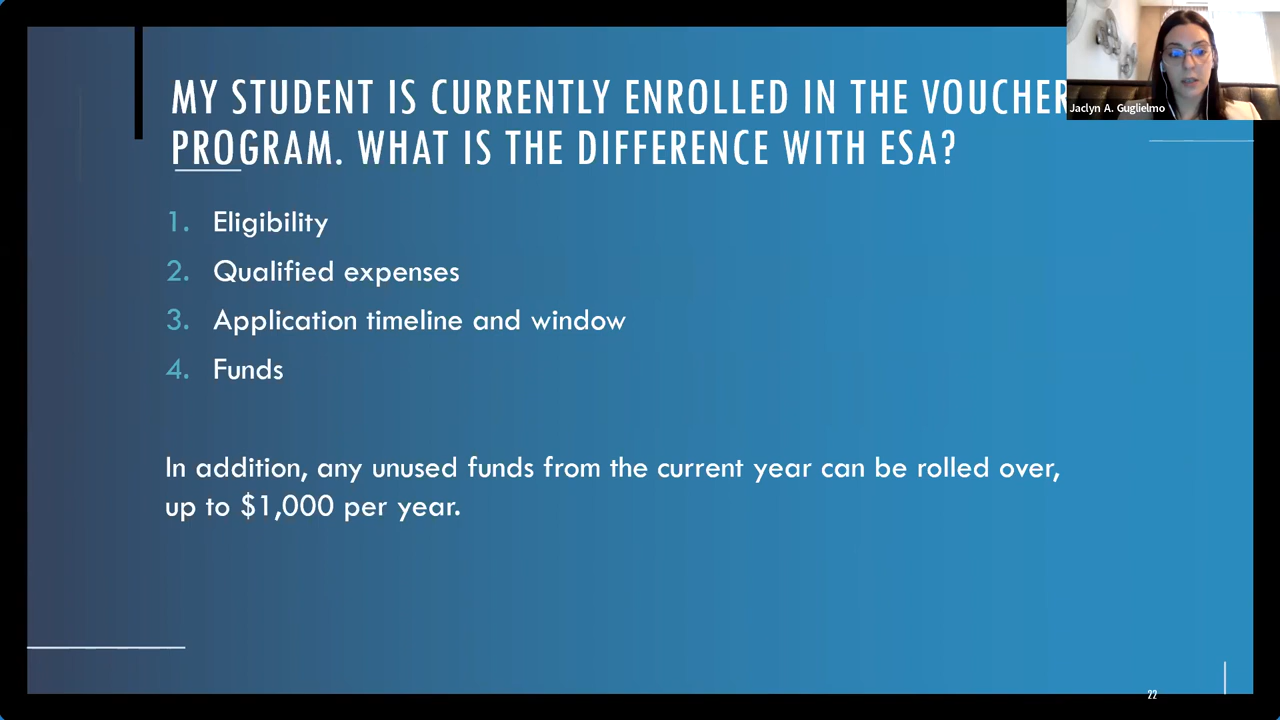 MY STUDENT IS CURRENTLY ENROLLED IN THE VOUCHER
PROGRAM. WHAT IS THE DIFFERENCE WITH ESA?
Jaclyn A. Guglielmo
1. Eligibility
2. Qualified expenses
3. Application timeline and window
4. Funds
In addition, any unused funds from the current year can be rolled over,
up to $1,000 per year.
22